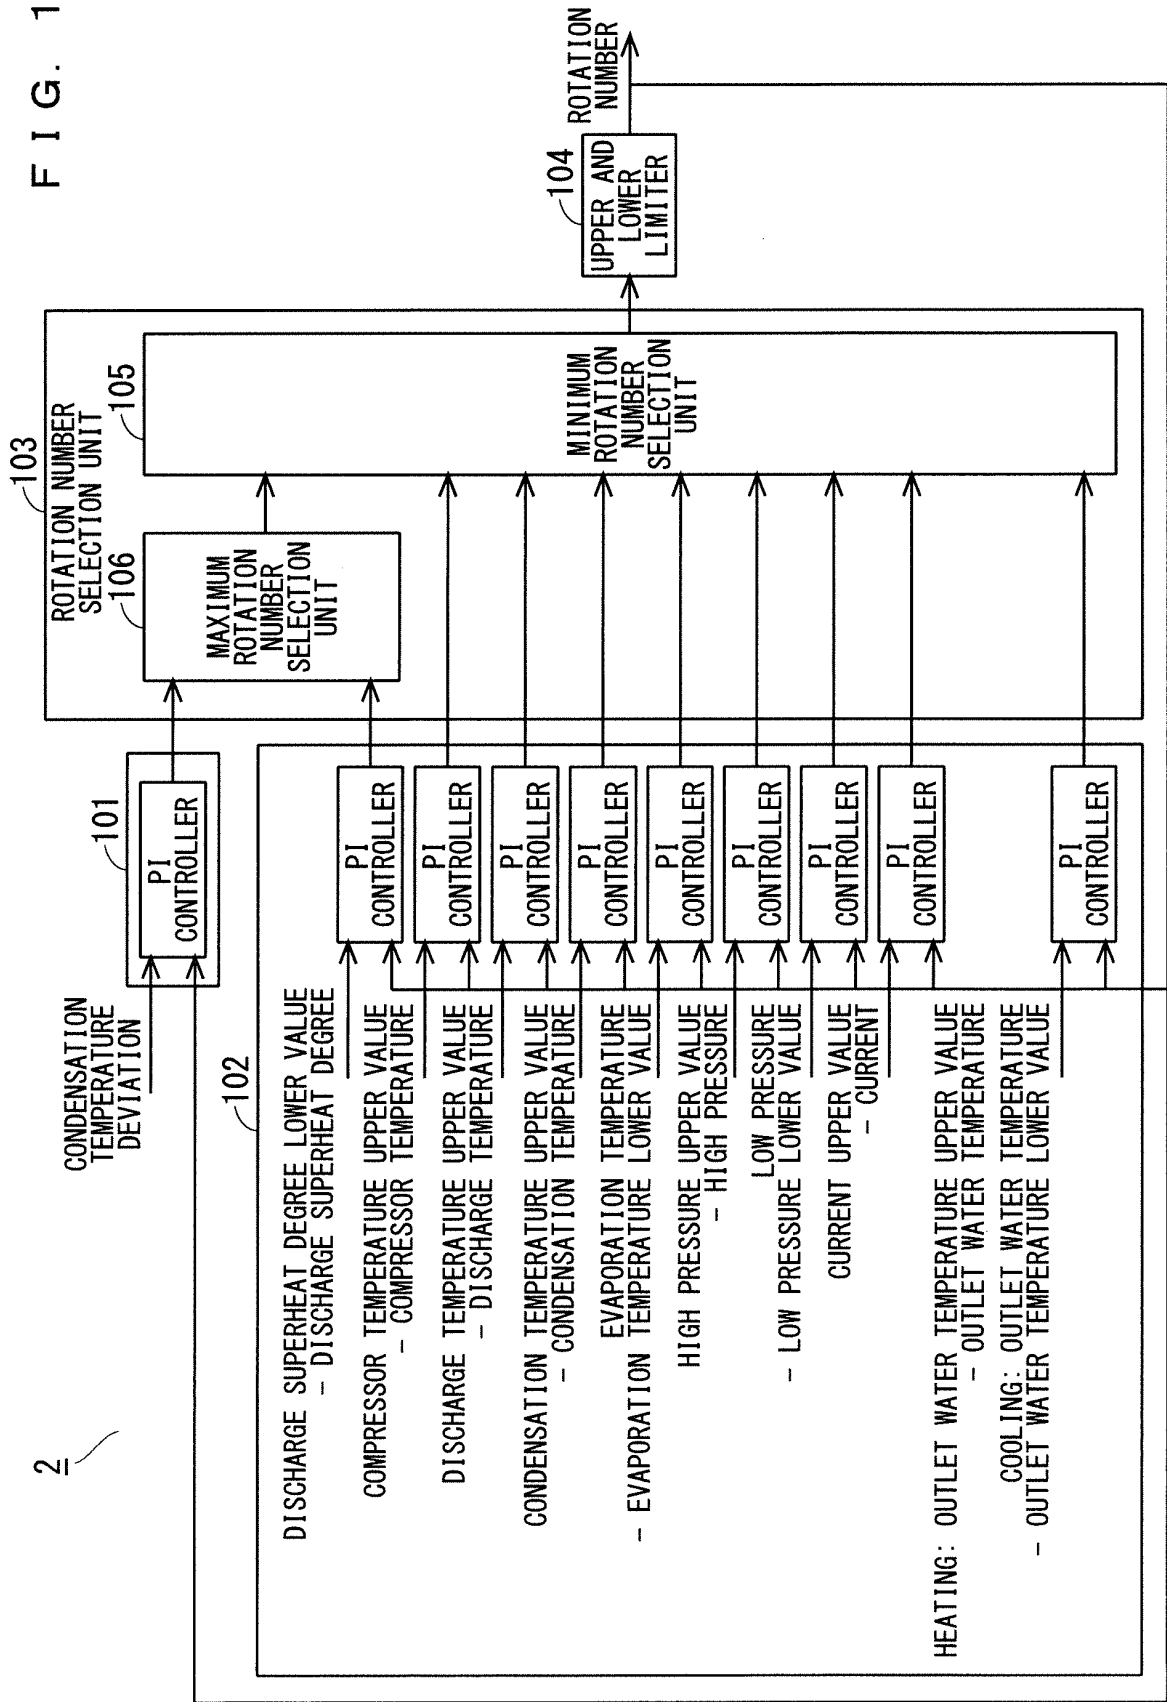 F I G. 1
2
CONDENSATION
TEMPERATURE
DEVIATION
101
PI
CONTROLLER
102
DISCHARGE SUPERHEAT DEGREE LOWER VALUE
- DISCHARGE SUPERHEAT DEGREE
PI
CONTROLLER
COMPRESSOR TEMPERATURE UPPER VALUE
- COMPRESSOR TEMPERATURE
PI
CONTROLLER
DISCHARGE TEMPERATURE UPPER VALUE
- DISCHARGE TEMPERATURE
PI
CONTROLLER
CONDENSATION TEMPERATURE UPPER VALUE
- CONDENSATION TEMPERATURE
PI
CONTROLLER
EVAPORATION TEMPERATURE
- EVAPORATION TEMPERATURE LOWER VALUE
PI
CONTROLLER
HIGH PRESSURE UPPER VALUE
- HIGH PRESSURE
PI
CONTROLLER
LOW PRESSURE
- LOW PRESSURE LOWER VALUE
PI
CONTROLLER
CURRENT UPPER VALUE
- CURRENT
PI
CONTROLLER
HEATING: OUTLET WATER TEMPERATURE UPPER VALUE
- OUTLET WATER TEMPERATURE
COOLING: OUTLET WATER TEMPERATURE
- OUTLET WATER TEMPERATURE LOWER VALUE
PI
CONTROLLER
103
ROTATION NUMBER
SELECTION UNIT
106
MAXIMUM
ROTATION
NUMBER
SELECTION
UNIT
105
MINIMUM
ROTATION
NUMBER
SELECTION
UNIT
104
UPPER AND
LOWER
LIMITER
ROTATION
NUMBER